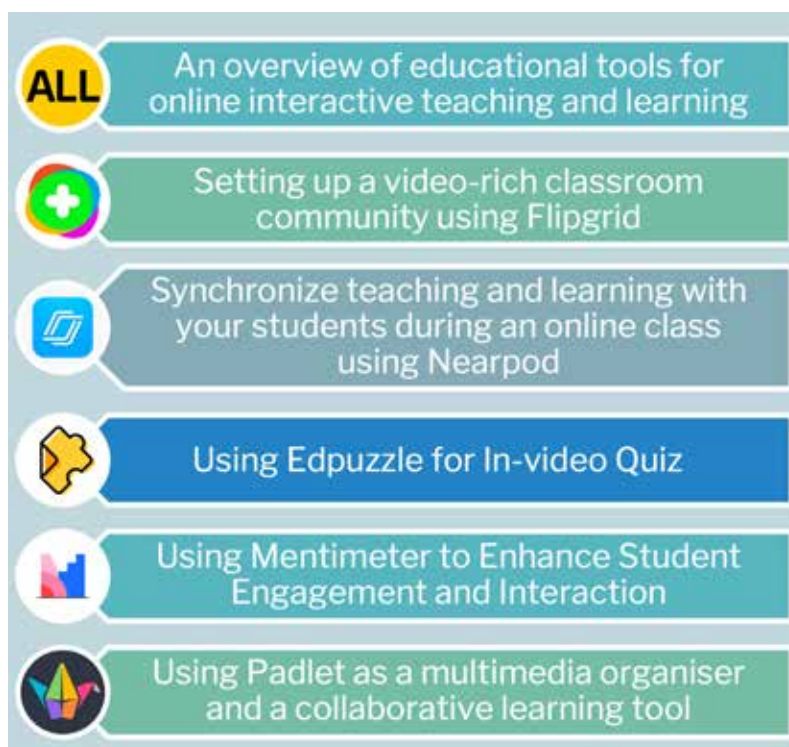 ALL
An overview of educational tools for
online interactive teaching and learning
Setting up a video-rich classroom
community using Flipgrid
Synchronize teaching and learning with
your students during an online class
using Nearpod
Using Edpuzzle for In-video Quiz
Using Mentimeter to Enhance Student
Engagement and Interaction
Using Padlet as a multimedia organiser
and a collaborative learning tool